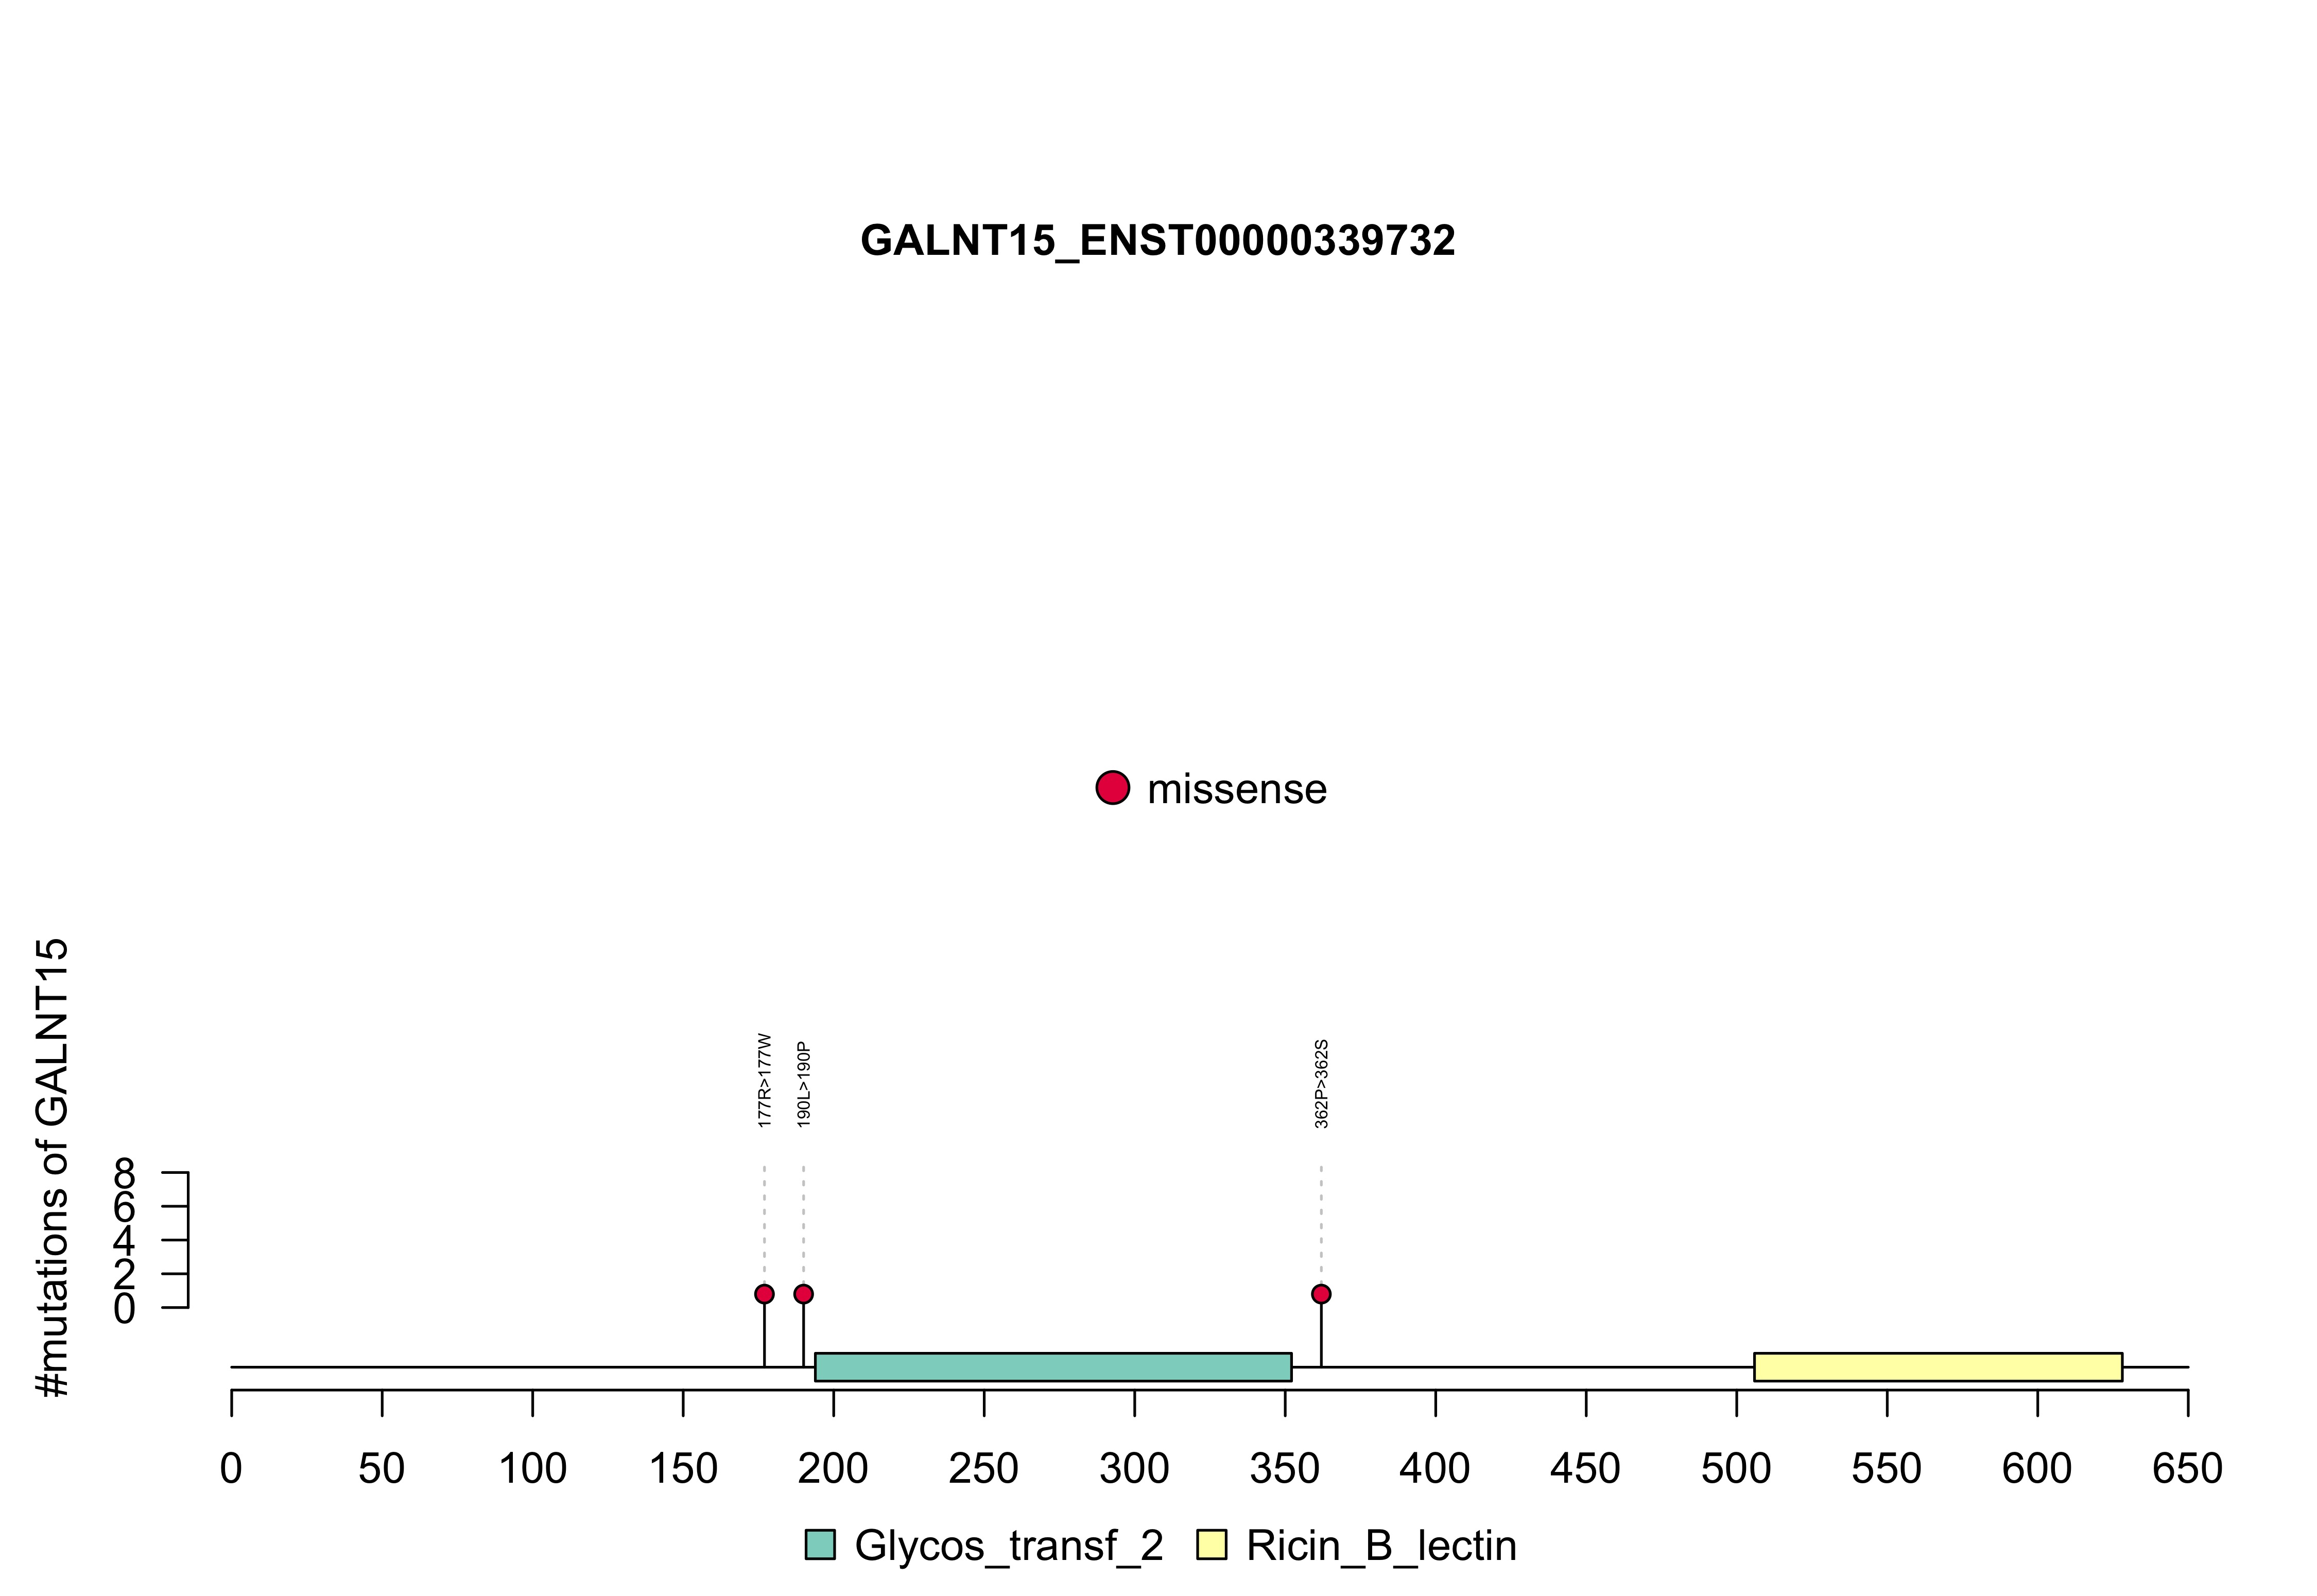 GALNT15_ENST00000339732
missense
#mutations of GALNT15
177R>177W
190L>190P
362P>362S
8
6
4
2
0
0 50 100 150 200 250 300 350 400 450 500 550 600 650
Glycos_transf_2 Ricin_B_lectin